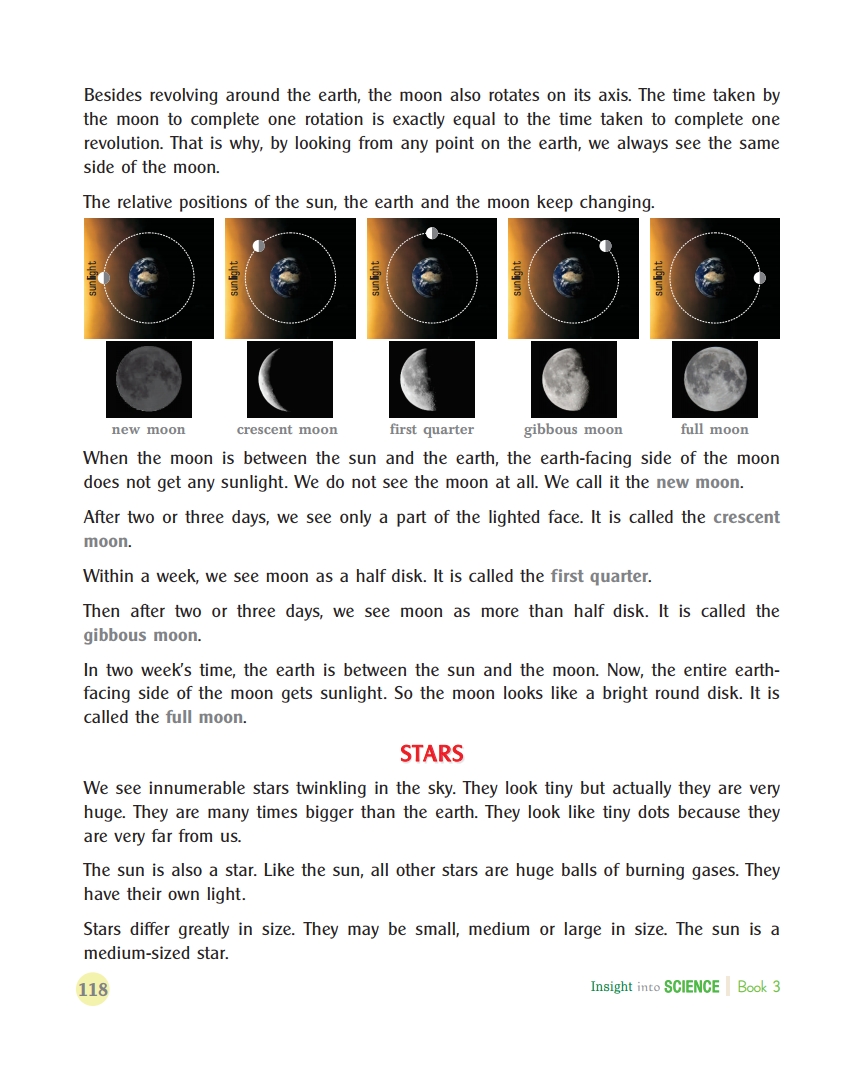 Besides revolving around the earth, the moon also rotates on its axis. The time taken by
the moon to complete one rotation is exactly equal to the time taken to complete one
revolution. That is why, by looking from any point on the earth, we always see the same
side of the moon.
The relative positions of the sun, the earth and the moon keep changing.
sunlight
sunlight
sunlight
sunlight
sunlight
new moon
crescent moon
first quarter
gibbous moon
full moon
When the moon is between the sun and the earth, the earth-facing side of the moon
does not get any sunlight. We do not see the moon at all. We call it the new moon.
After two or three days, we see only a part of the lighted face. It is called the crescent
moon.
Within a week, we see moon as a half disk. It is called the first quarter.
Then after two or three days, we see moon as more than half disk. It is called the
gibbous moon.
In two week's time, the earth is between the sun and the moon. Now, the entire earth-
facing side of the moon gets sunlight. So the moon looks like a bright round disk. It is
called the full moon.
STARS
We see innumerable stars twinkling in the sky. They look tiny but actually they are very
huge. They are many times bigger than the earth. They look like tiny dots because they
are very far from us.
The sun is also a star. Like the sun, all other stars are huge balls of burning gases. They
have their own light.
Stars differ greatly in size. They may be small, medium or large in size. The sun is a
medium-sized star.
118
Insight into SCIENCE Book 3